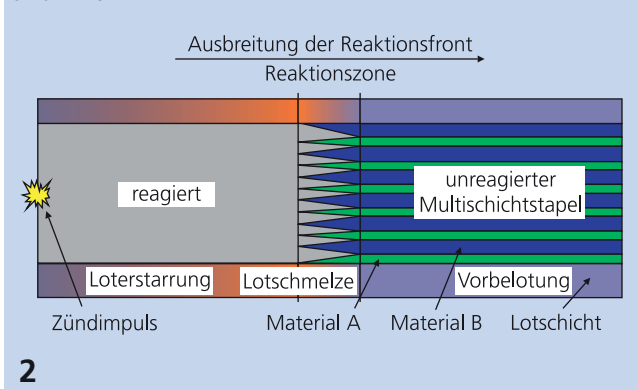 Ausbreitung der Reaktionsfront
Reaktionszone
reagiert
unreagierter
Multischichtstapel
Loterstarrung
Lotschmelze
Vorbelotung
Zündimpuls
Material A
Material B
Lotschicht
2